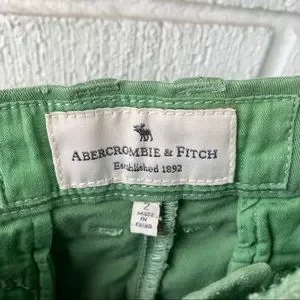 ABERCROMBIE & FITCH
Established 1892
2
MADE
IN
CHINA